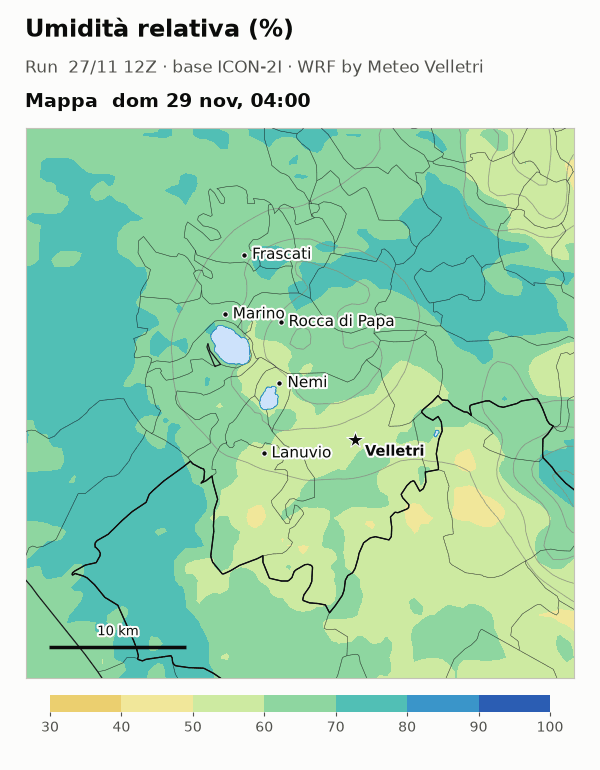 Umidità relativa (%)
Run  27/11 12Z · base ICON-2I · WRF by Meteo Velletri
Mappa  dom 29 nov, 04:00
Frascati
Marino
Rocca di Papa
Nemi
Velletri
Lanuvio
10 km
30 40 50 60 70 80 90 100